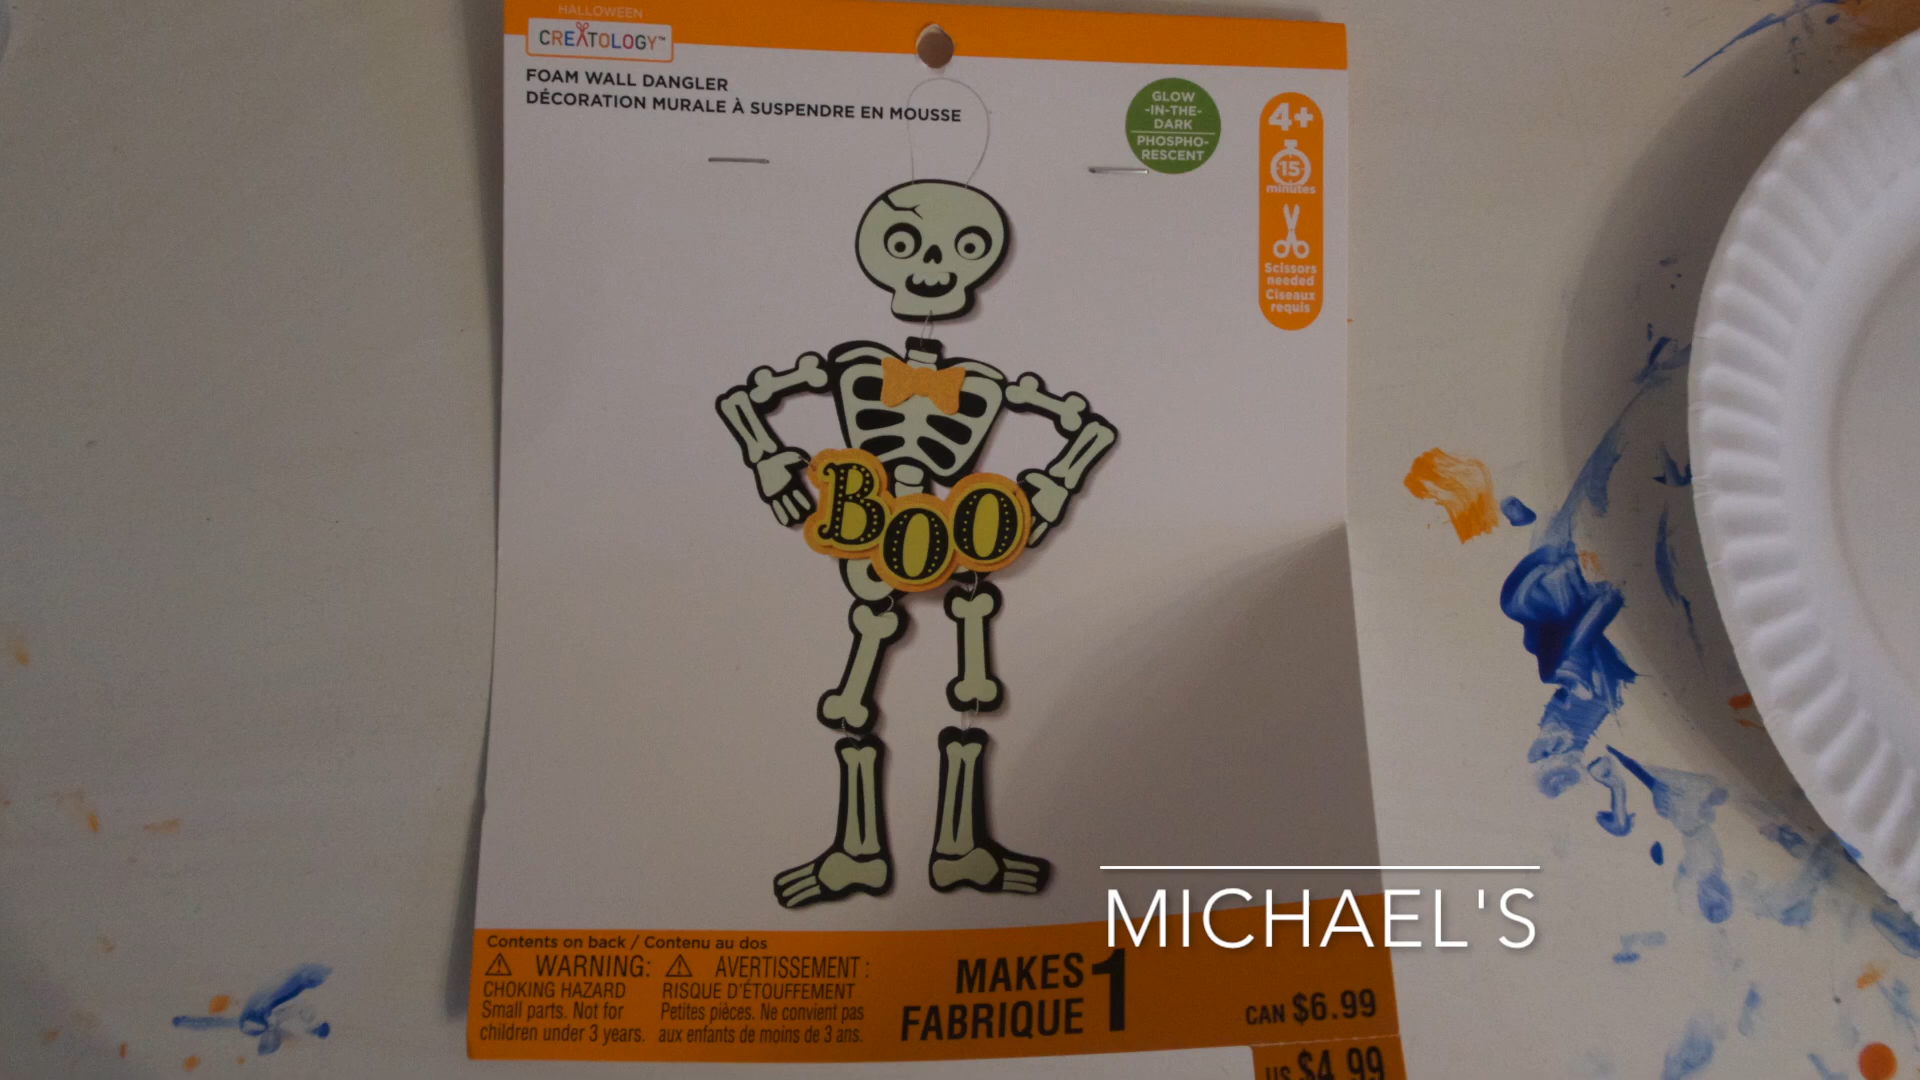 HALLOWEEN
CREATOLOGY™
FOAM WALL DANGLER
DÉCORATION MURALE À SUSPENDRE EN MOUSSE
GLOW
-IN-THE-
DARK
PHOSPHO-
RESCENT
4+
15
minutes
Scissors
needed
Ciseaux
requis
BOO
MICHAEL'S
Contents on back / Contenu au dos
WARNING:
CHOKING HAZARD
Small parts. Not for
children under 3 years.
AVERTISSEMENT :
RISQUE D'ÉTOUFFEMENT
Petites pièces. Ne convient pas
aux enfants de moins de 3 ans.
MAKES
FABRIQUE 1
CAN $6.99
US $4.99